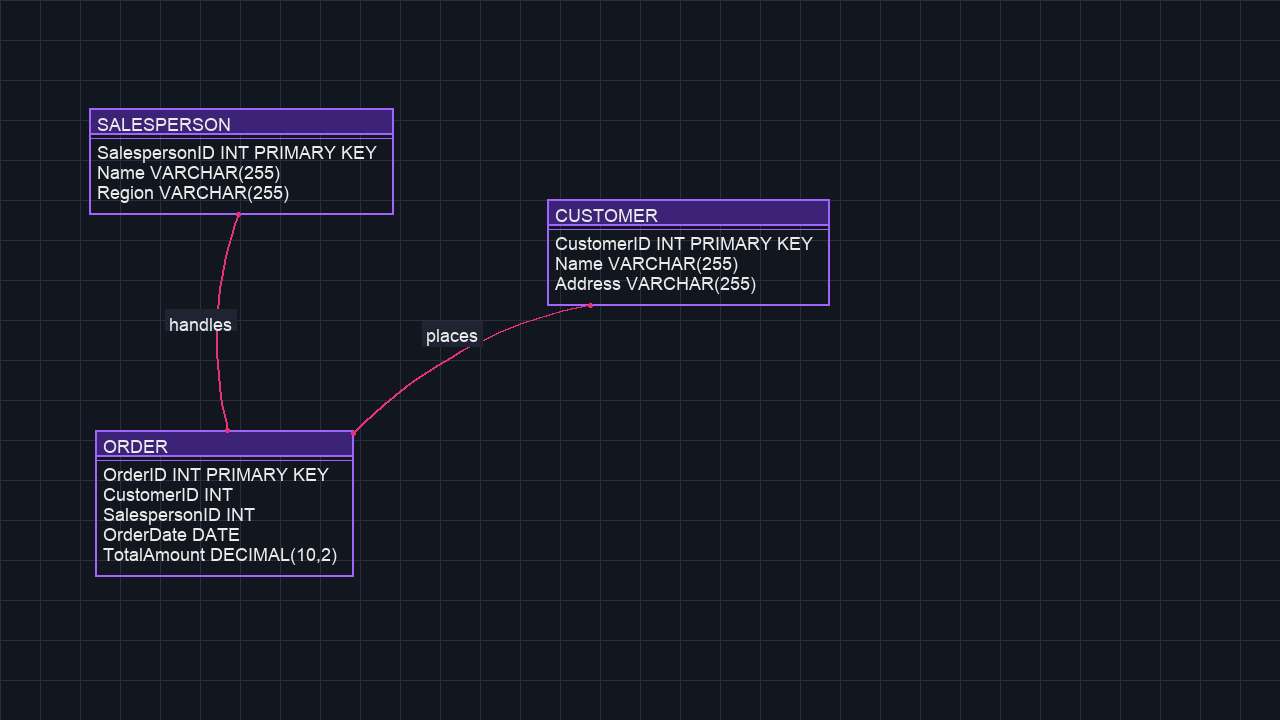 SALESPERSON
SalespersonID INT PRIMARY KEY
Name VARCHAR(255)
Region VARCHAR(255)
CUSTOMER
CustomerID INT PRIMARY KEY
Name VARCHAR(255)
Address VARCHAR(255)
handles
places
ORDER
OrderID INT PRIMARY KEY
CustomerID INT
SalespersonID INT
OrderDate DATE
TotalAmount DECIMAL(10,2)